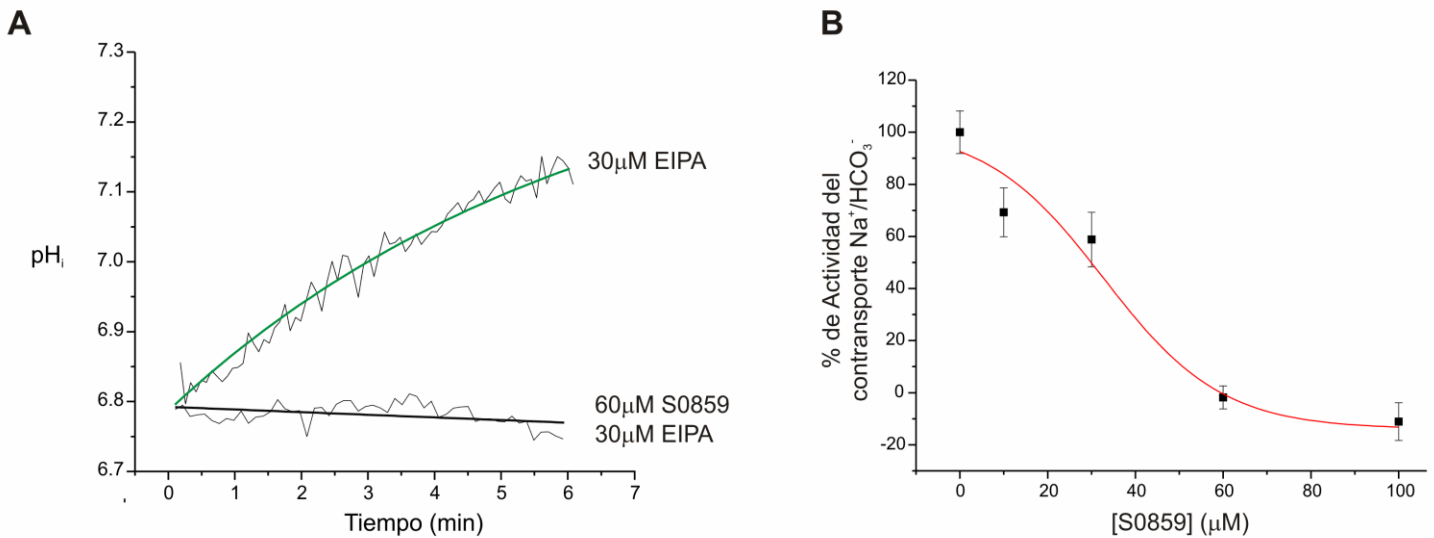 A
7.3
7.2
7.1
7.0
6.9
6.8
6.7
pHᵢ
30μM EIPA
60μM S0859
30μM EIPA
0 1 2 3 4 5 6 7
Tiempo (min)
B
120
100
80
60
40
20
0
-20
% de Actividad del
contransporte Na⁺/HCO₃⁻
0 20 40 60 80 100
[S0859] (μM)